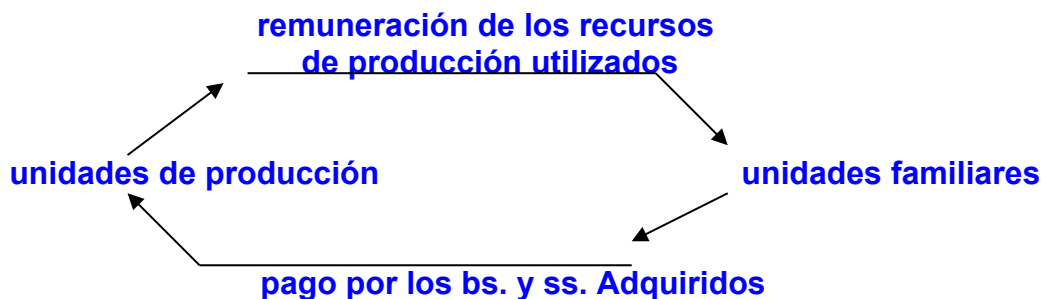 remuneración de los recursos
de producción utilizados
unidades de producción
unidades familiares
pago por los bs. y ss. Adquiridos